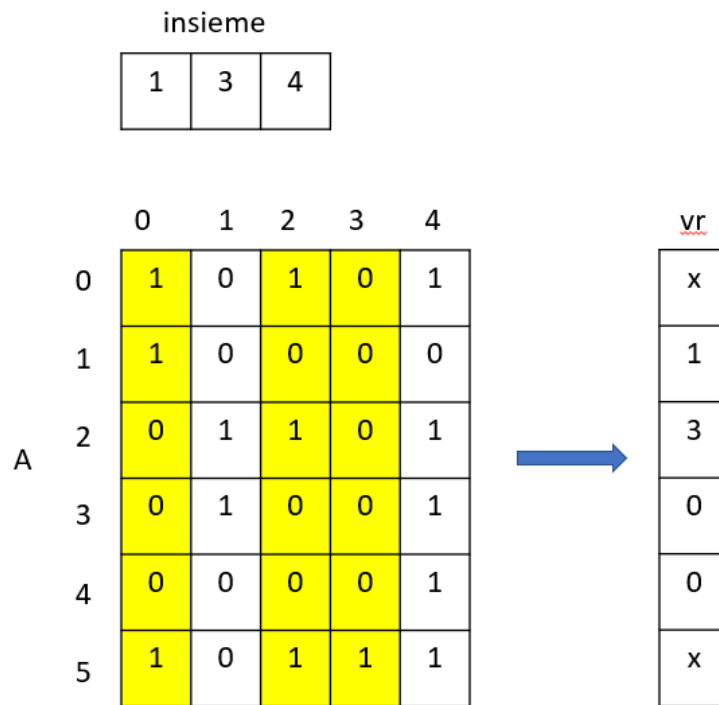 insieme
1 3 4
0 1 2 3 4 vr
0 1 0 1 0 1 x
1 1 0 0 0 0 1
2 0 1 1 0 1 3
A
3 0 1 0 0 1 0
4 0 0 0 0 1 0
5 1 0 1 1 1 x